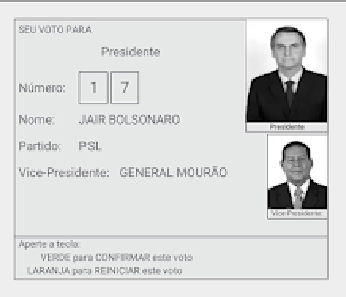 SEU VOTO PARA
Presidente
Número: 1 7
Nome: JAIR BOLSONARO
Partido: PSL
Vice-Presidente: GENERAL MOURÃO
Presidente
Vice-Presidente
Aperte a tecla:
VERDE para CONFIRMAR este voto
LARANJA para REINICIAR este voto